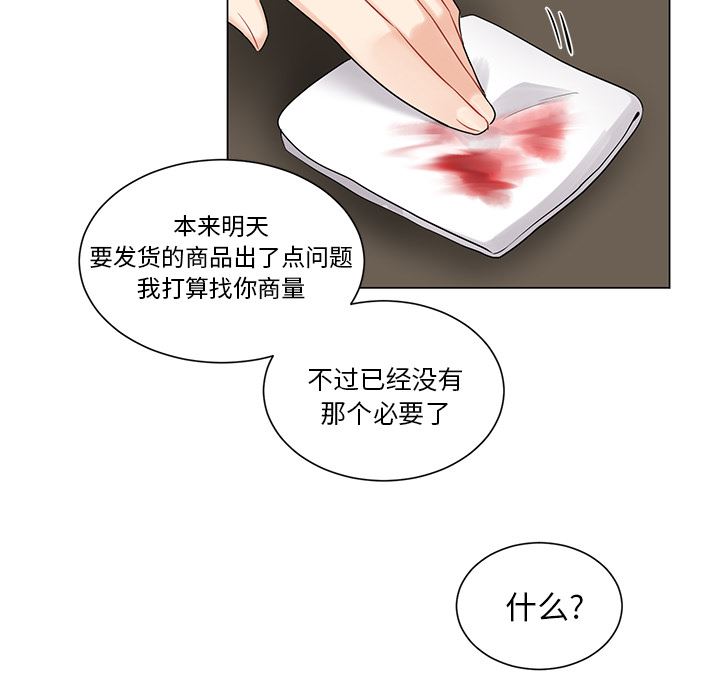 本来明天
要发货的商品出了点问题
我打算找你商量
不过已经没有
那个必要了
什么?